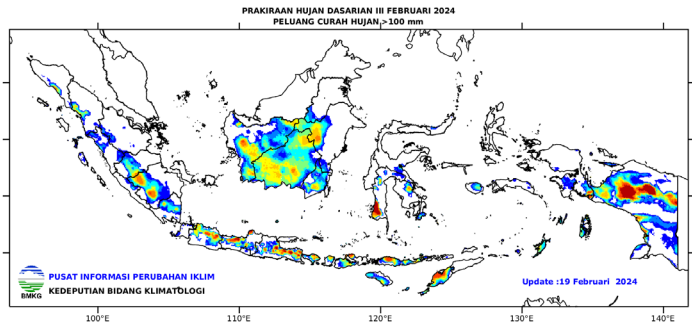 PRAKIRAAN HUJAN DASARIAN III FEBRUARI 2024
PELUANG CURAH HUJAN >100 mm
PUSAT INFORMASI PERUBAHAN IKLIM
KEDEPUTIAN BIDANG KLIMATOLOGI
BMKG
Update :19 Februari 2024
100°E 110°E 120°E 130°E 140°E